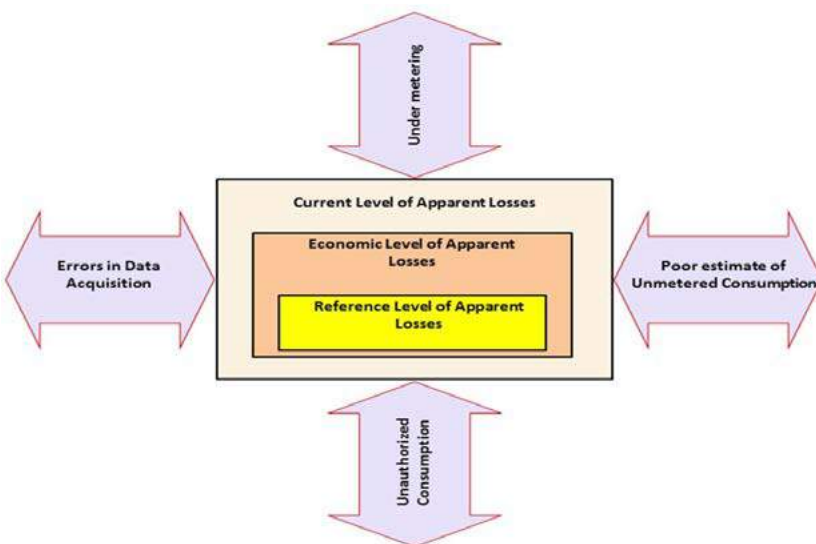 Under metering
Current Level of Apparent Losses
Economic Level of Apparent
Losses
Reference Level of Apparent
Losses
Errors in Data
Acquisition
Poor estimate of
Unmetered Consumption
Unauthorized
Consumption